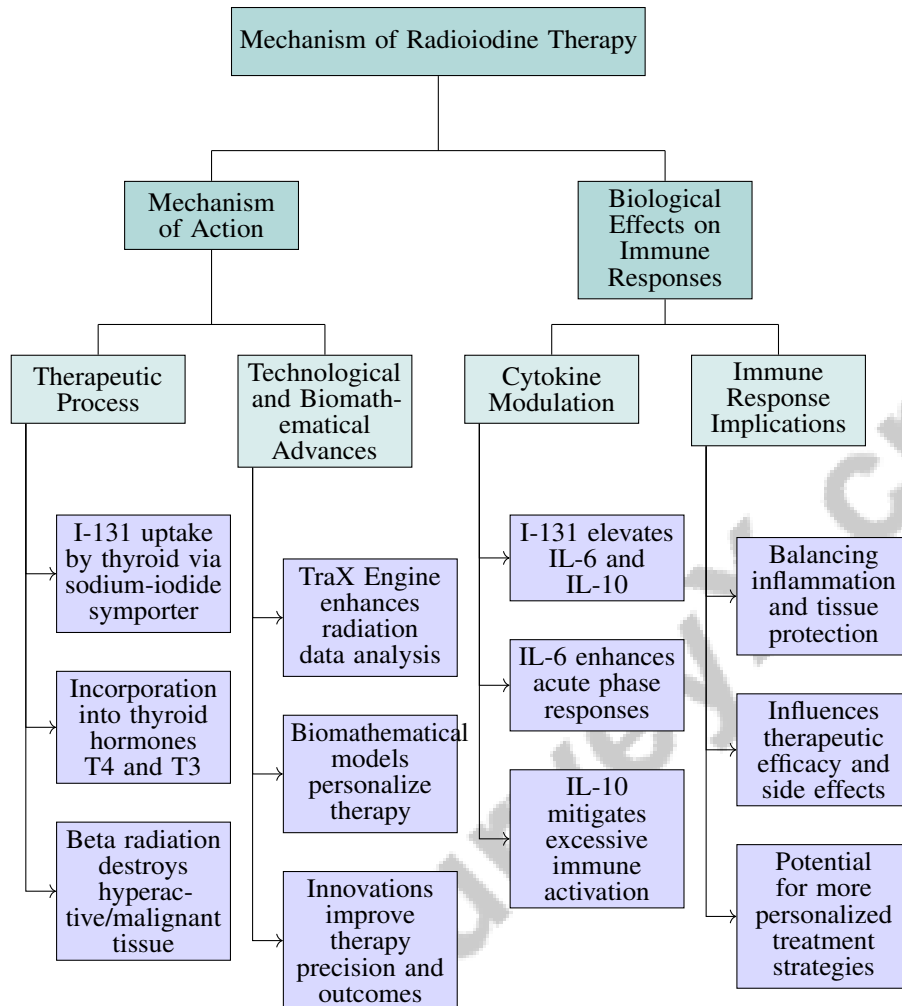 Mechanism of Radioiodine Therapy
Mechanism
of Action
Biological
Effects on
Immune
Responses
Therapeutic
Process
Technological
and Biomath-
ematical
Advances
Cytokine
Modulation
Immune
Response
Implications
I-131 uptake
by thyroid via
sodium-iodide
symporter
Incorporation
into thyroid
hormones
T4 and T3
Beta radiation
destroys
hyperac-
tive/malignant
tissue
TraX Engine
enhances
radiation
data analysis
Biomathematical
models
personalize
therapy
Innovations
improve
therapy
precision and
outcomes
I-131 elevates
IL-6 and
IL-10
IL-6 enhances
acute phase
responses
IL-10
mitigates
excessive
immune
activation
Balancing
inflammation
and tissue
protection
Influences
therapeutic
efficacy and
side effects
Potential
for more
personalized
treatment
strategies